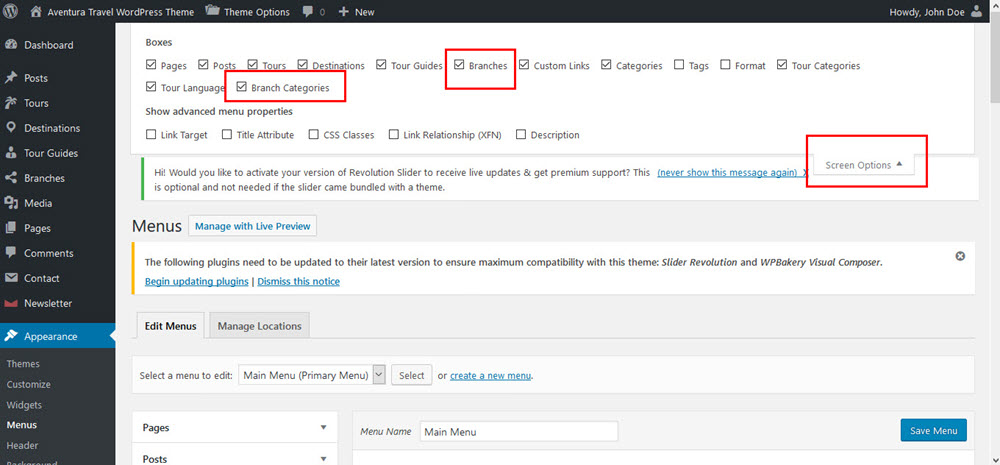 Aventura Travel WordPress Theme Theme Options 0 + New Howdy, John Doe
Dashboard
Posts
Tours
Destinations
Tour Guides
Branches
Media
Pages
Comments
Contact
Newsletter
Appearance
Themes
Customize
Widgets
Menus
Header
Background
Boxes
Pages Posts Tours Destinations Tour Guides Branches Custom Links Categories Tags Format Tour Categories
Tour Language Branch Categories
Show advanced menu properties
Link Target Title Attribute CSS Classes Link Relationship (XFN) Description
Screen Options
Hi! Would you like to activate your version of Revolution Slider to receive live updates & get premium support? This (never show this message again) X
is optional and not needed if the slider came bundled with a theme.
Menus Manage with Live Preview
The following plugins need to be updated to their latest version to ensure maximum compatibility with this theme: Slider Revolution and WPBakery Visual Composer.
Begin updating plugins | Dismiss this notice
Edit Menus Manage Locations
Select a menu to edit: Main Menu (Primary Menu) Select or create a new menu.
Pages
Posts
Menu Name Main Menu Save Menu